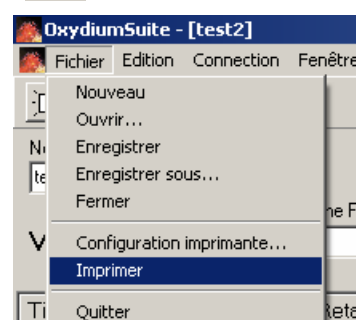 OxydiumSuite - [test2]
Fichier Edition Connection Fenêtre
Nouveau
Ouvrir...
Enregistrer
Enregistrer sous...
Fermer
Configuration imprimante...
Imprimer
Quitter